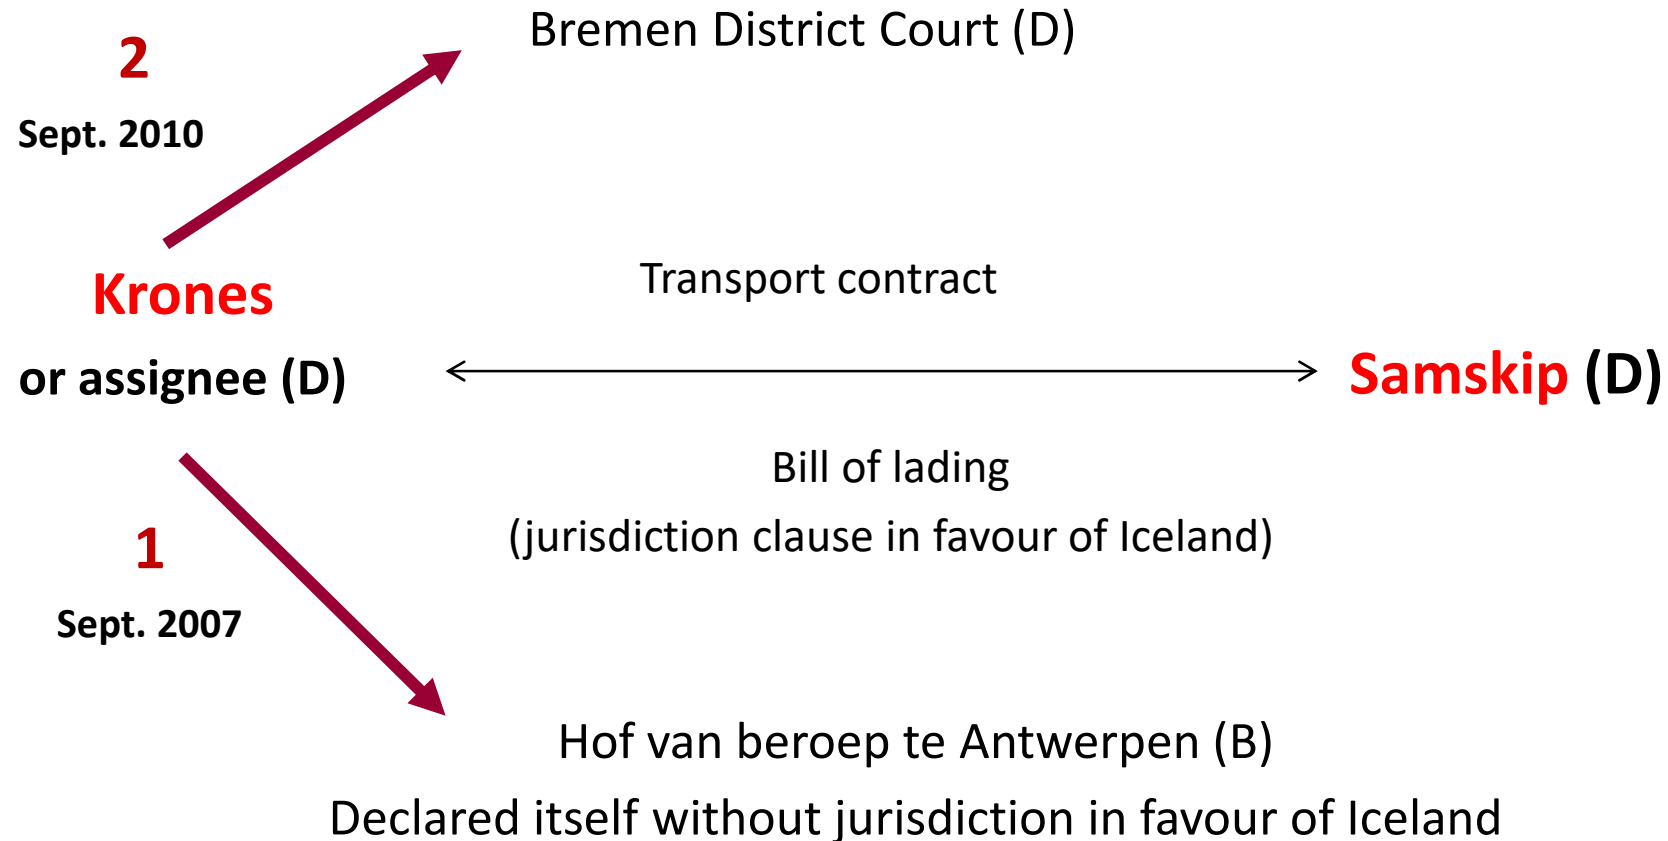 Bremen District Court (D)
2
Sept. 2010
Krones
or assignee (D)
Transport contract
Samskip (D)
Bill of lading
(jurisdiction clause in favour of Iceland)
1
Sept. 2007
Hof van beroep te Antwerpen (B)
Declared itself without jurisdiction in favour of Iceland